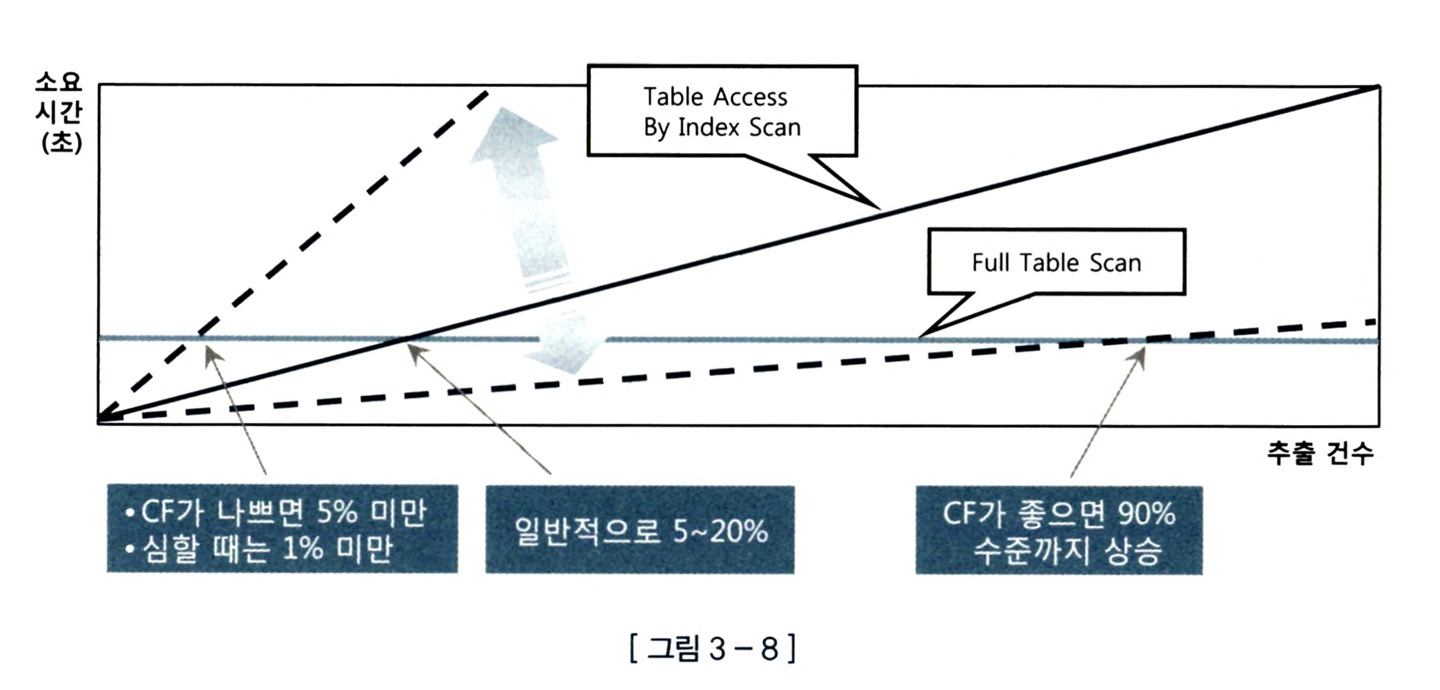 소요
시간
(초)
Table Access
By Index Scan
Full Table Scan
추출 건수
•CF가 나쁘면 5% 미만
•심할 때는 1% 미만
일반적으로 5~20%
CF가 좋으면 90%
수준까지 상승
[ 그림 3 – 8 ]